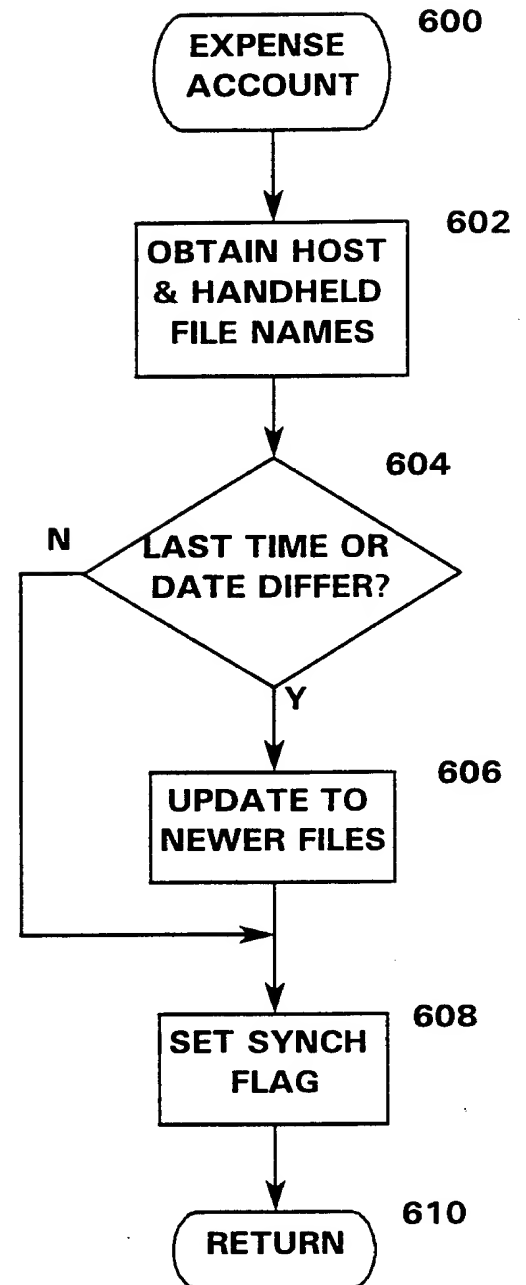 600
EXPENSE
ACCOUNT
602
OBTAIN HOST
& HANDHELD
FILE NAMES
604
N
LAST TIME OR
DATE DIFFER?
Y
606
UPDATE TO
NEWER FILES
608
SET SYNCH
FLAG
610
RETURN